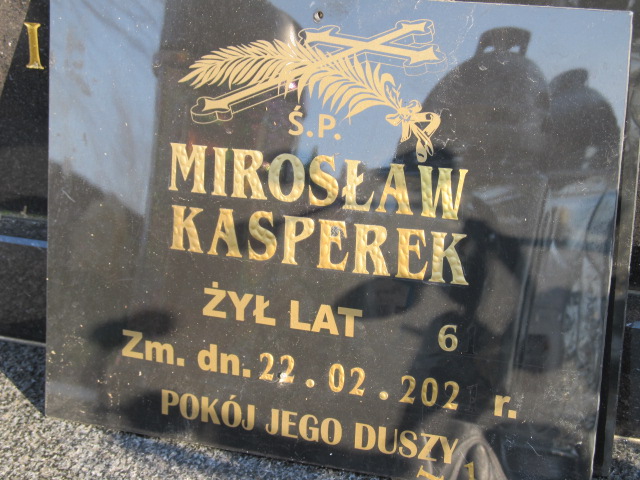 Ś.P.
MIROSŁAW
KASPEREK
ŻYŁ LAT 6
Zm. dn. 22.02.202 r.
POKÓJ JEGO DUSZY